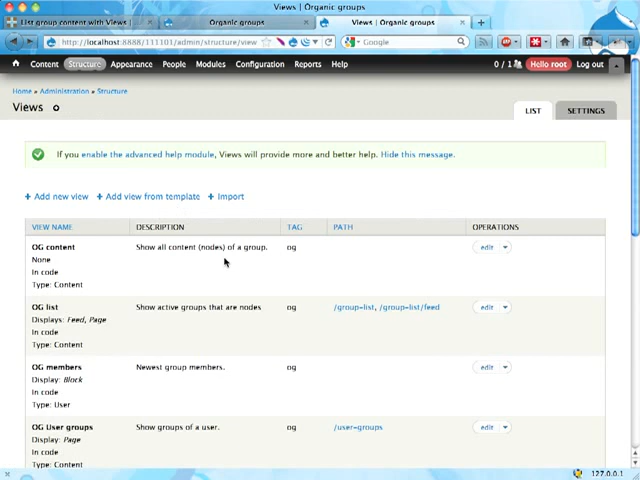 Views | Organic groups
List group content with Views |
Organic groups
Views | Organic groups
http://localhost:8888/111101/admin/structure/view
Google
Content Structure Appearance People Modules Configuration Reports Help
0 / 1 Hello root Log out
Home » Administration » Structure
Views
LIST SETTINGS
If you enable the advanced help module, Views will provide more and better help. Hide this message.
+ Add new view + Add view from template + Import
VIEW NAME DESCRIPTION TAG PATH OPERATIONS
OG content Show all content (nodes) of a group. og edit
None
In code
Type: Content
OG list Show active groups that are nodes og /group-list, /group-list/feed edit
Displays: Feed, Page
In code
Type: Content
OG members Newest group members. og edit
Display: Block
In code
Type: User
OG User groups Show groups of a user. og /user-groups edit
Display: Page
In code
Type: Content
127.0.0.1